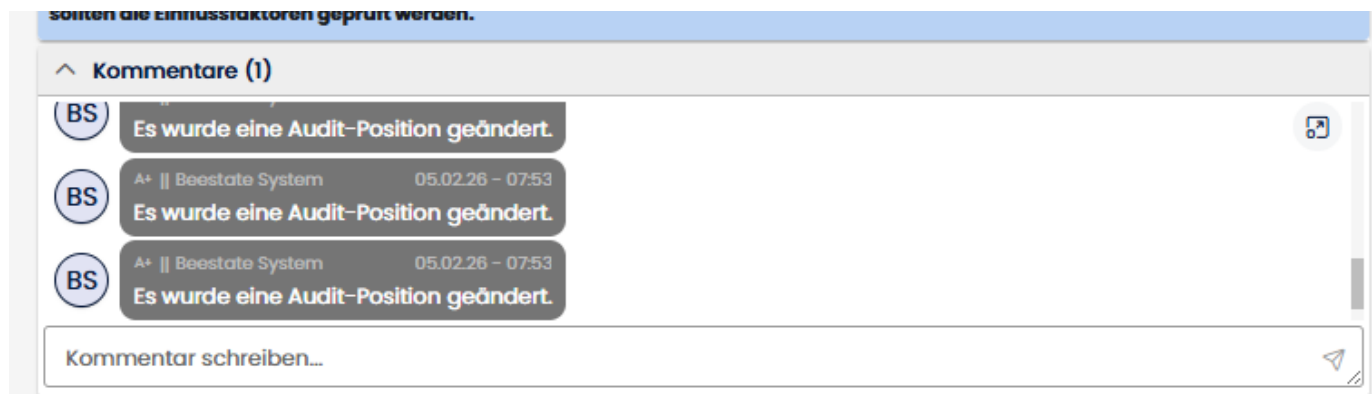 sollten die Einflussfaktoren geprüft werden.
Kommentare (1)
BS
Es wurde eine Audit-Position geändert.
BS
A+ || Beestate System 05.02.26 - 07:53
Es wurde eine Audit-Position geändert.
BS
A+ || Beestate System 05.02.26 - 07:53
Es wurde eine Audit-Position geändert.
Kommentar schreiben...